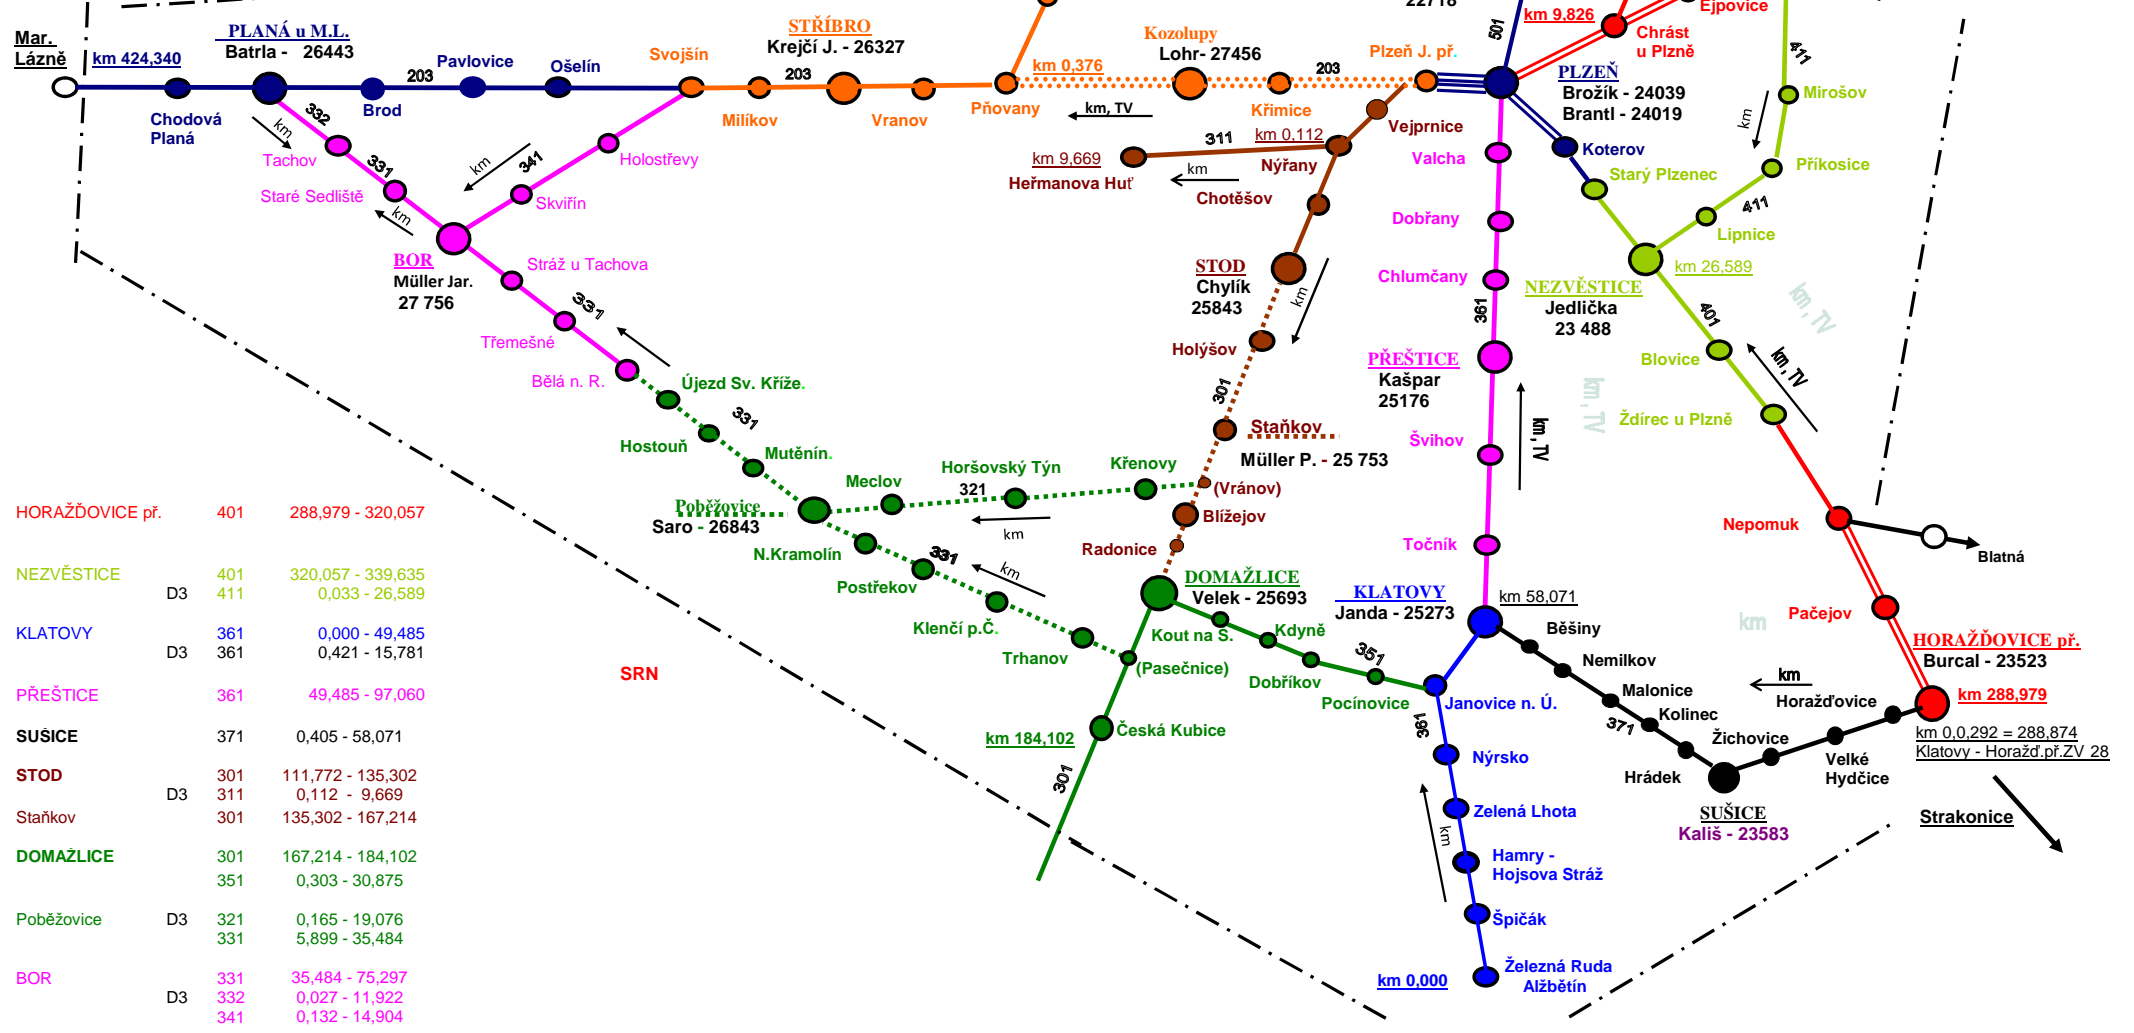 22718
Ejpovice
km 9,826
Chrást
u Plzně
501
411
Mar.
Lázně
km 424,340
PLANÁ u M.L.
Batrla - 26443
203
Pavlovice
Ošelín
Svojšín
203
STŘÍBRO
Krejčí J. - 26327
km 0,376
Kozolupy
Lohr- 27456
203
Plzeň J. př.
PLZEŇ
Brožík - 24039
Brantl - 24019
Mirošov
Chodová
Planá
Brod
Milíkov
Vranov
Pňovany
Křimice
km, TV
332
km
Tachov
331
Staré Sedliště
km
km
341
Holostřevy
Skviřín
311
km 0,112
km 9,669
Heřmanova Huť
km
Nýřany
Vejprnice
Chotěšov
Valcha
Koterov
Starý Plzenec
km
Příkosice
411
Lipnice
Dobřany
BOR
Müller Jar.
27 756
Stráž u Tachova
331
Třemešné
Bělá n. R.
STOD
Chylík
25843
km
Chlumčany
361
NEZVĚSTICE
Jedlička
23 488
km 26,589
km, TV
401
Holýšov
PŘEŠTICE
Kašpar
25176
Blovice
km, TV
km, TV
Újezd Sv. Kříže.
331
Hostouň
Mutěnín.
301
Staňkov
Müller P. - 25 753
Švihov
km, TV
Ždírec u Plzně
Meclov
Horšovský Týn
321
Křenovy
(Vránov)
Poběžovice
Saro - 26843
km
Blížejov
Radonice
Točník
Nepomuk
Blatná
N.Kramolín
331
Postřekov
km
Klenčí p.Č.
Trhanov
(Pasečnice)
DOMAŽLICE
Velek - 25693
Kout na S.
Kdyně
351
Dobříkov
Pocínovice
KLATOVY
Janda - 25273
km 58,071
Běšiny
Nemilkov
Malonice
Kolinec
371
Hrádek
Žichovice
Velké
Hydčice
Horažďovice
km
km
Pačejov
HORAŽĎOVICE př.
Burcal - 23523
km 288,979
km 0,0,292 = 288,874
Klatovy - Horažď.př.ZV 28
Janovice n. Ú.
361
Nýrsko
Zelená Lhota
km
Hamry -
Hojsova Stráž
Špičák
Železná Ruda
Alžbětín
km 0,000
km 184,102
Česká Kubice
301
SUŠICE
Kališ - 23583
Strakonice
SRN
HORAŽĎOVICE př. 401 288,979 - 320,057
NEZVĚSTICE 401 320,057 - 339,635
D3 411 0,033 - 26,589
KLATOVY 361 0,000 - 49,485
D3 361 0,421 - 15,781
PŘEŠTICE 361 49,485 - 97,060
SUŠICE 371 0,405 - 58,071
STOD 301 111,772 - 135,302
D3 311 0,112 - 9,669
Staňkov 301 135,302 - 167,214
DOMAŽLICE 301 167,214 - 184,102
351 0,303 - 30,875
Poběžovice D3 321 0,165 - 19,076
331 5,899 - 35,484
BOR 331 35,484 - 75,297
D3 332 0,027 - 11,922
341 0,132 - 14,904